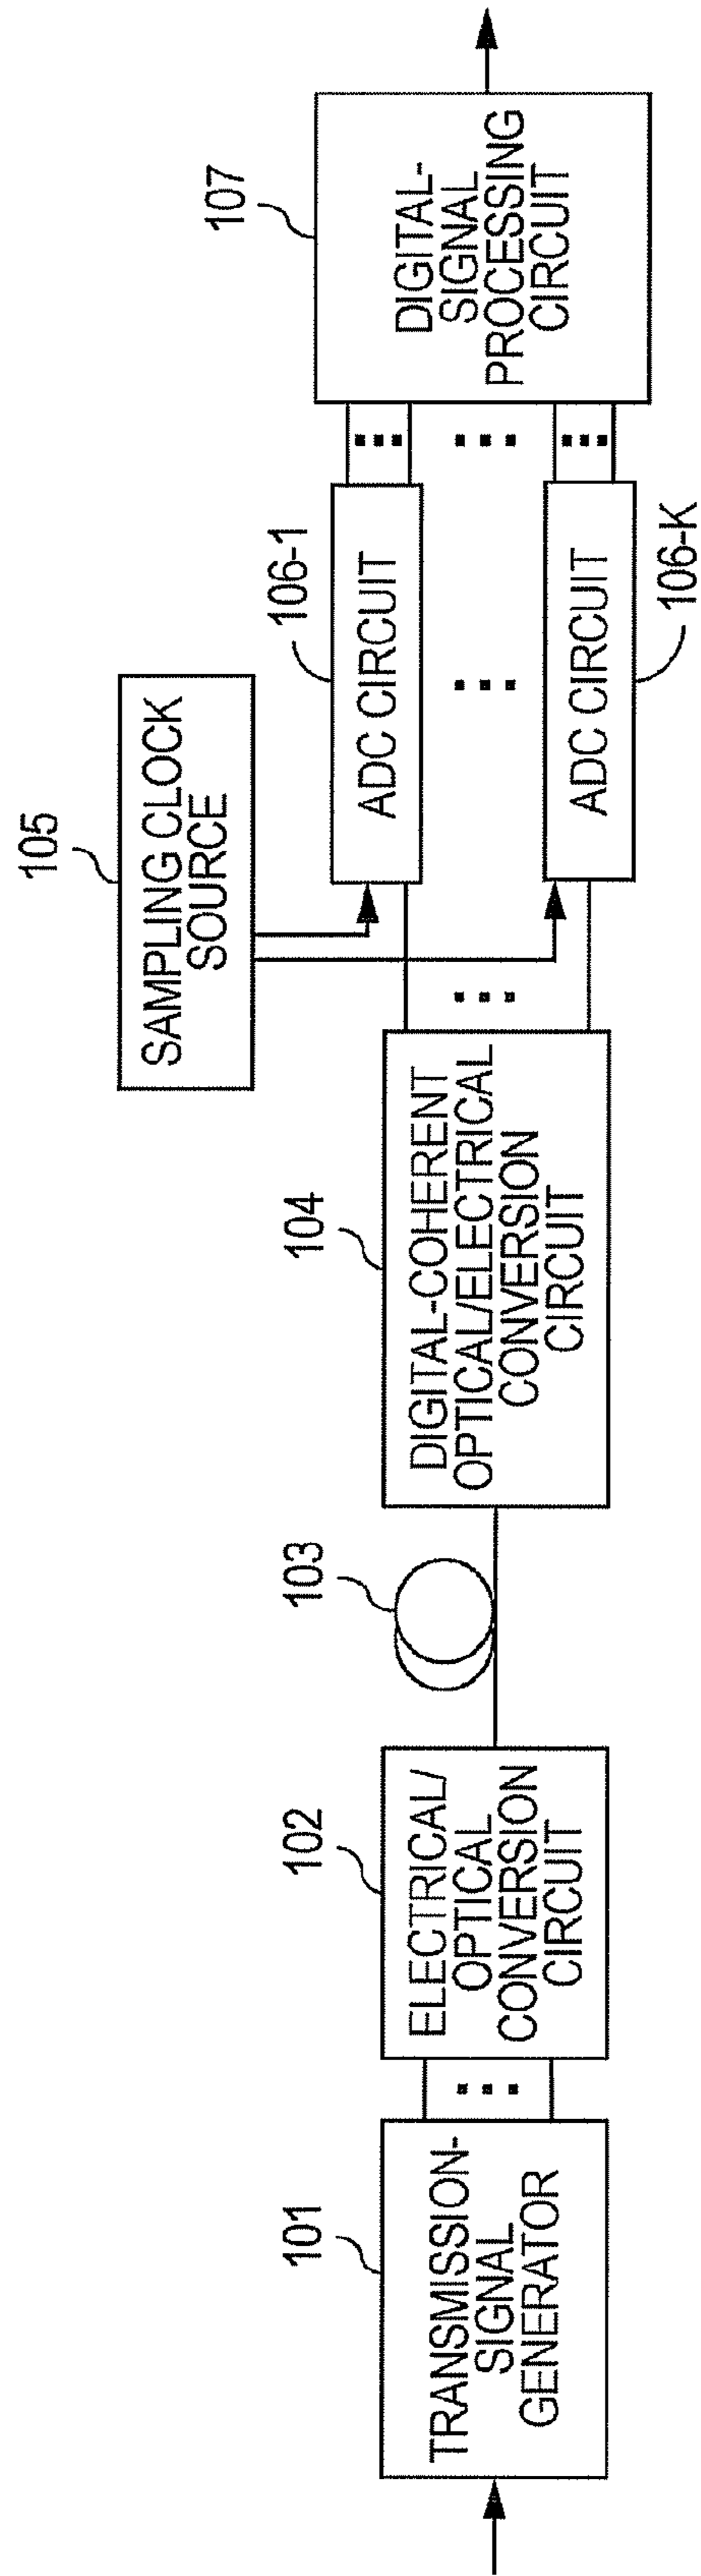 101
TRANSMISSION-
SIGNAL
GENERATOR
102
ELECTRICAL/
OPTICAL
CONVERSION
CIRCUIT
103
104
DIGITAL-COHERENT
OPTICAL/ELECTRICAL
CONVERSION
CIRCUIT
105
SAMPLING CLOCK
SOURCE
106-1
ADC CIRCUIT
ADC CIRCUIT
106-K
107
DIGITAL-
SIGNAL
PROCESSING
CIRCUIT